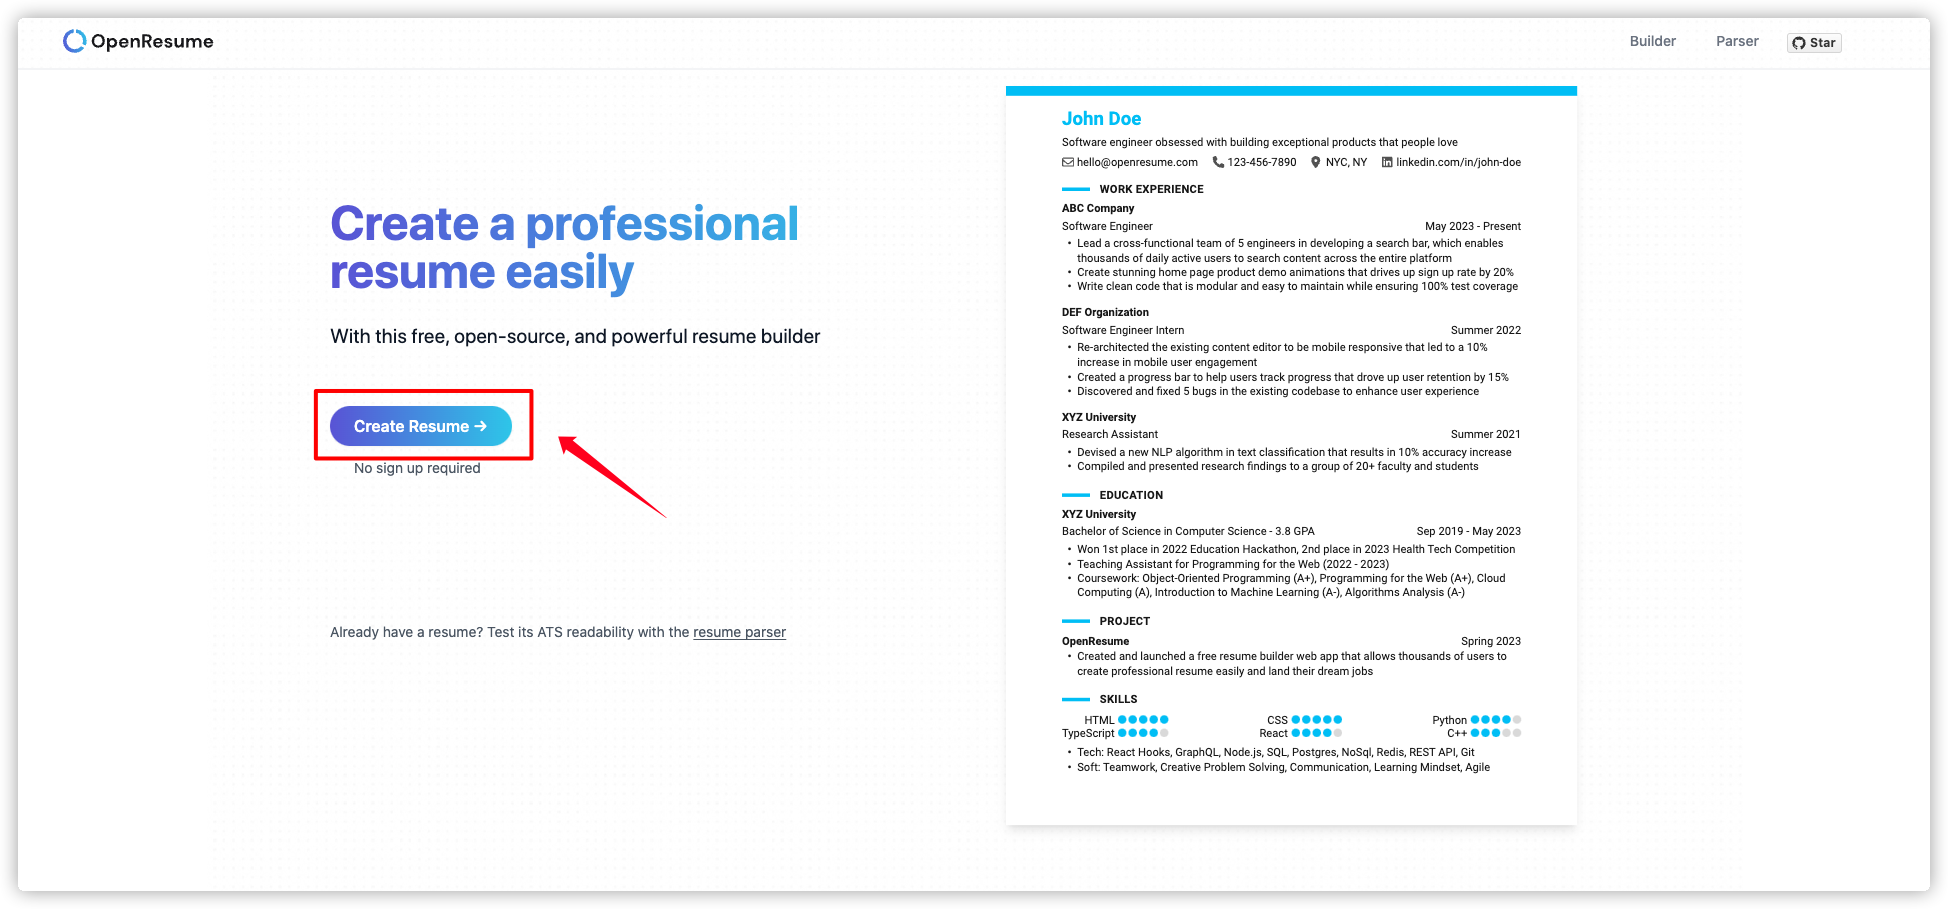 OpenResume
Builder Parser Star
Create a professional
resume easily
With this free, open-source, and powerful resume builder
Create Resume →
No sign up required
Already have a resume? Test its ATS readability with the resume parser
John Doe
Software engineer obsessed with building exceptional products that people love
hello@openresume.com 123-456-7890 NYC, NY linkedin.com/in/john-doe
WORK EXPERIENCE
ABC Company
Software Engineer May 2023 - Present
• Lead a cross-functional team of 5 engineers in developing a search bar, which enables
thousands of daily active users to search content across the entire platform
• Create stunning home page product demo animations that drives up sign up rate by 20%
• Write clean code that is modular and easy to maintain while ensuring 100% test coverage
DEF Organization
Software Engineer Intern Summer 2022
• Re-architected the existing content editor to be mobile responsive that led to a 10%
increase in mobile user engagement
• Created a progress bar to help users track progress that drove up user retention by 15%
• Discovered and fixed 5 bugs in the existing codebase to enhance user experience
XYZ University
Research Assistant Summer 2021
• Devised a new NLP algorithm in text classification that results in 10% accuracy increase
• Compiled and presented research findings to a group of 20+ faculty and students
EDUCATION
XYZ University
Bachelor of Science in Computer Science - 3.8 GPA Sep 2019 - May 2023
• Won 1st place in 2022 Education Hackathon, 2nd place in 2023 Health Tech Competition
• Teaching Assistant for Programming for the Web (2022 - 2023)
• Coursework: Object-Oriented Programming (A+), Programming for the Web (A+), Cloud
Computing (A), Introduction to Machine Learning (A-), Algorithms Analysis (A-)
PROJECT
OpenResume Spring 2023
• Created and launched a free resume builder web app that allows thousands of users to
create professional resume easily and land their dream jobs
SKILLS
HTML CSS Python
TypeScript React C++
• Tech: React Hooks, GraphQL, Node.js, SQL, Postgres, NoSql, Redis, REST API, Git
• Soft: Teamwork, Creative Problem Solving, Communication, Learning Mindset, Agile